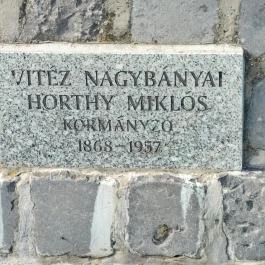 VITÉZ NAGYBÁNYAI
HORTHY MIKLÓS
KORMÁNYZÓ
1868–1957